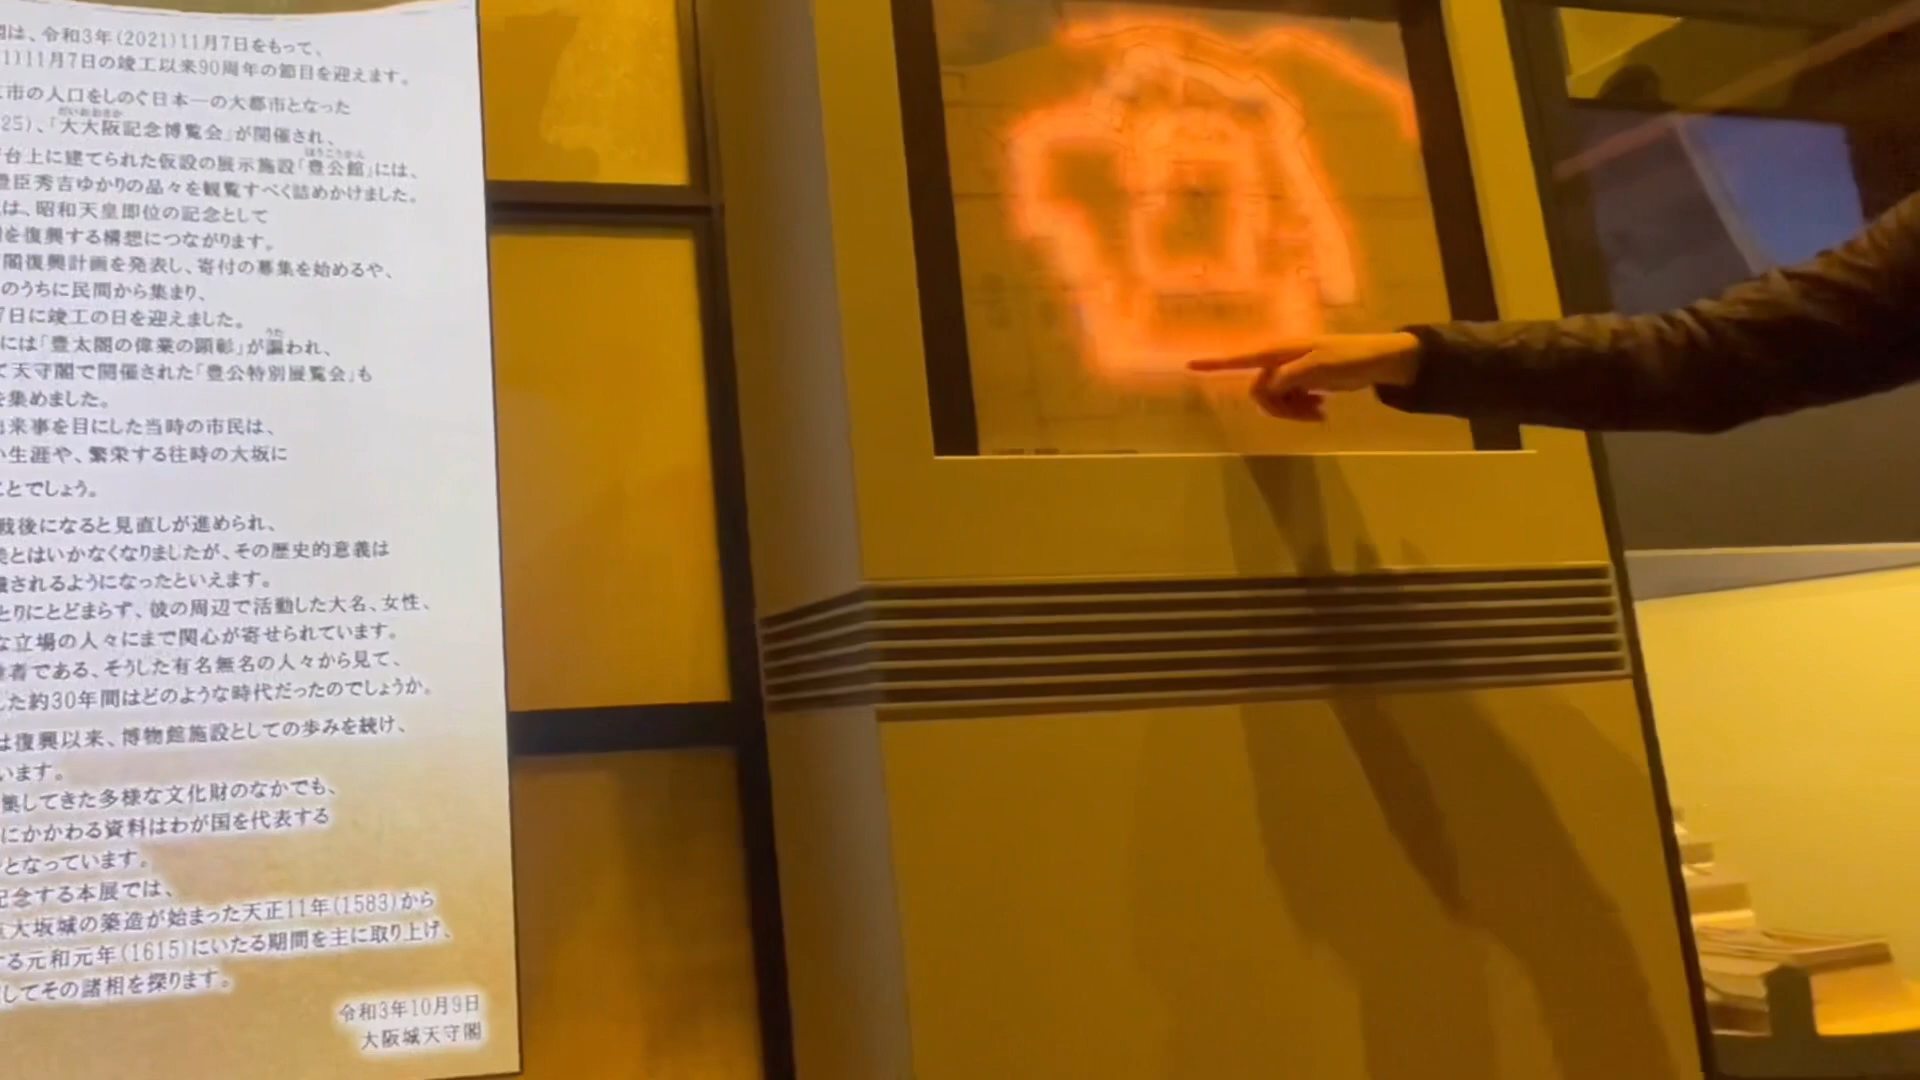 閣は、令和3年(2021)11月7日をもって、
1)11月7日の竣工以来90周年の節目を迎えます。
市の人口をしのぐ日本一の大都市となった
25)、「大大阪記念博覧会」が開催され、
だいおおさか
台上に建てられた仮設の展示施設「豊公館」には、
ほうこうかん
豊臣秀吉ゆかりの品々を観覧すべく詰めかけました。
は、昭和天皇即位の記念として
を復興する構想につながります。
閣復興計画を発表し、寄付の募集を始めるや、
のうちに民間から集まり、
7日に竣工の日を迎えました。
には「豊太閤の偉業の顕彰」が謳われ、
うた
て天守閣で開催された「豊公特別展覧会」も
を集めました。
出来事を目にした当時の市民は、
い生涯や、繁栄する往時の大坂に
ことでしょう。
戦後になると見直しが進められ、
とはいかなくなりましたが、その歴史的意義は
されるようになったといえます。
とりにとどまらず、彼の周辺で活動した大名、女性、
な立場の人々にまで関心が寄せられています。
者である、そうした有名無名の人々から見て、
した約30年間はどのような時代だったのでしょうか。
は復興以来、博物館施設としての歩みを続け、
います。
集してきた多様な文化財のなかでも、
にかかわる資料はわが国を代表する
となっています。
記念する本展では、
大坂城の築造が始まった天正11年(1583)から
する元和元年(1615)にいたる期間を主に取り上げ、
してその諸相を探ります。
令和3年10月9日
大阪城天守閣